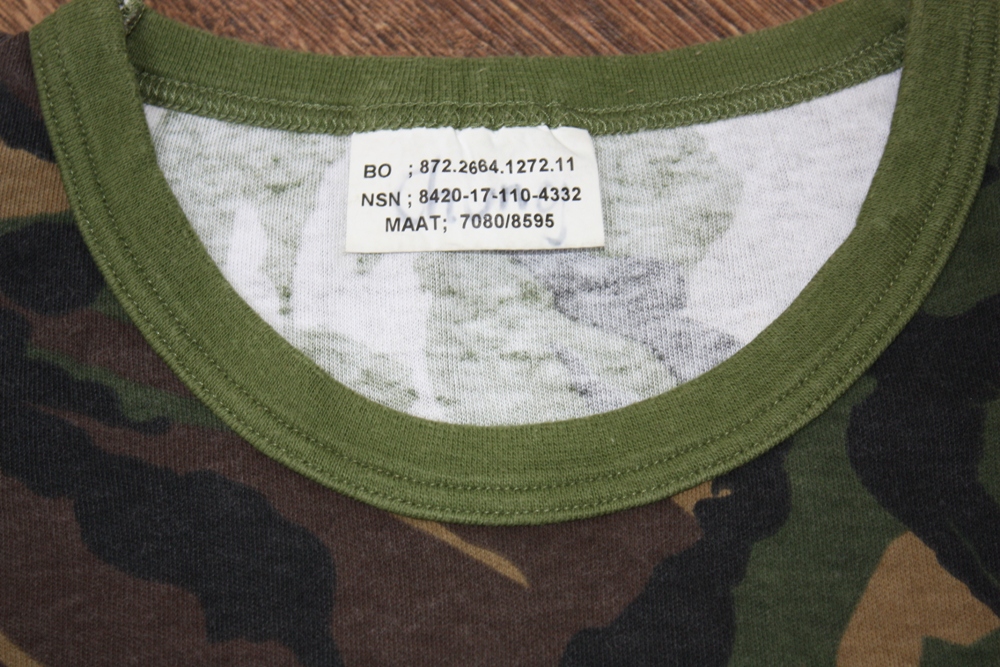 BO ; 872.2664.1272.11
NSN ; 8420-17-110-4332
MAAT; 7080/8595